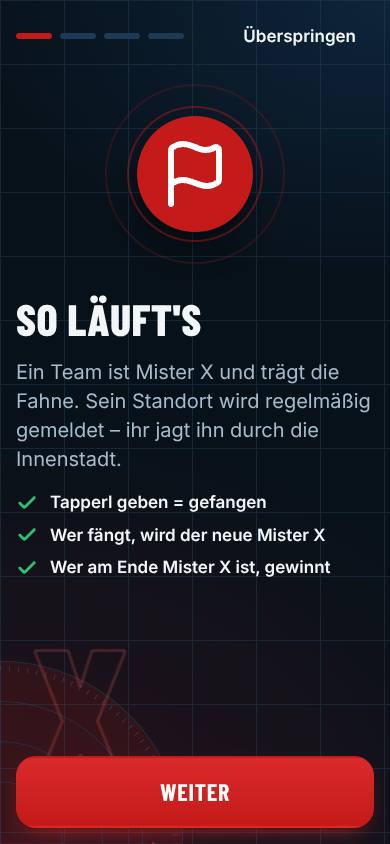 Überspringen
SO LÄUFT'S
Ein Team ist Mister X und trägt die
Fahne. Sein Standort wird regelmäßig
gemeldet – ihr jagt ihn durch die
Innenstadt.
Tapperl geben = gefangen
Wer fängt, wird der neue Mister X
Wer am Ende Mister X ist, gewinnt
X
WEITER